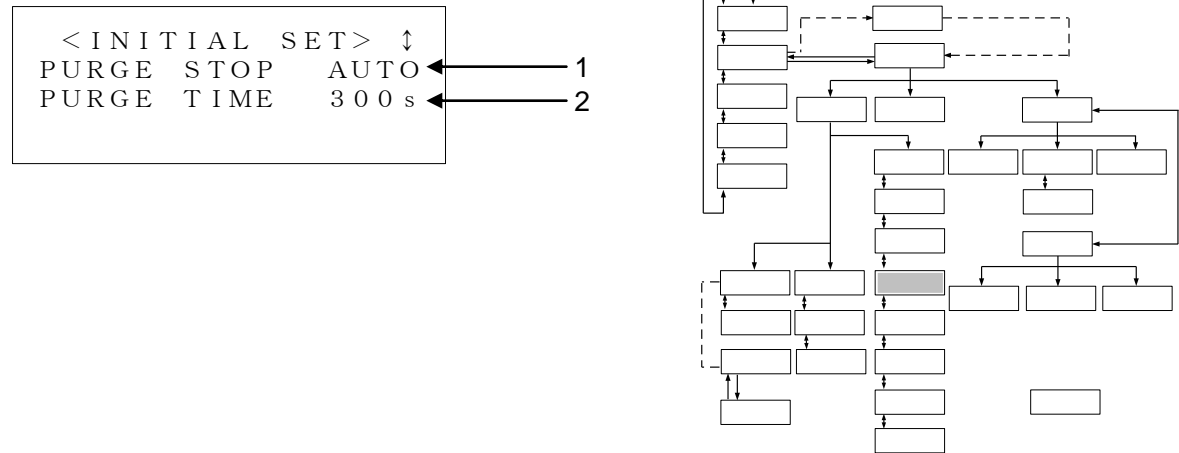 <INITIAL SET> ↕
PURGE STOP AUTO
PURGE TIME 300s
1
2